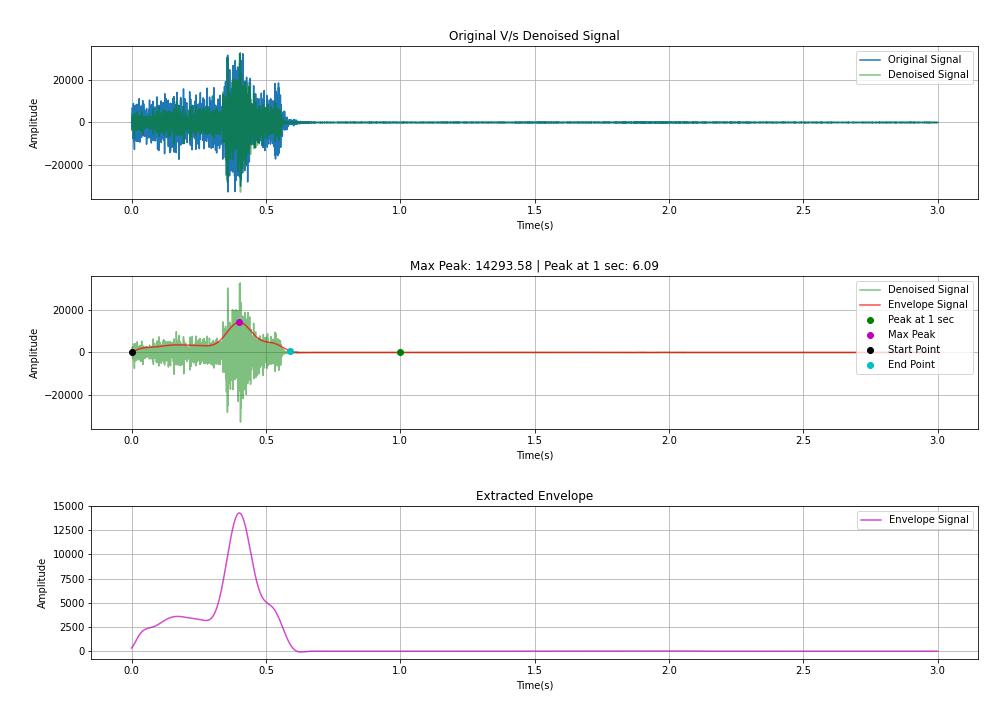 Original V/s Denoised Signal
Original Signal
Denoised Signal
20000
0
−20000
Amplitude
0.0 0.5 1.0 1.5 2.0 2.5 3.0
Time(s)
Max Peak: 14293.58 | Peak at 1 sec: 6.09
Denoised Signal
Envelope Signal
Peak at 1 sec
Max Peak
Start Point
End Point
20000
0
−20000
Amplitude
0.0 0.5 1.0 1.5 2.0 2.5 3.0
Time(s)
Extracted Envelope
Envelope Signal
15000
12500
10000
7500
5000
2500
0
Amplitude
0.0 0.5 1.0 1.5 2.0 2.5 3.0
Time(s)